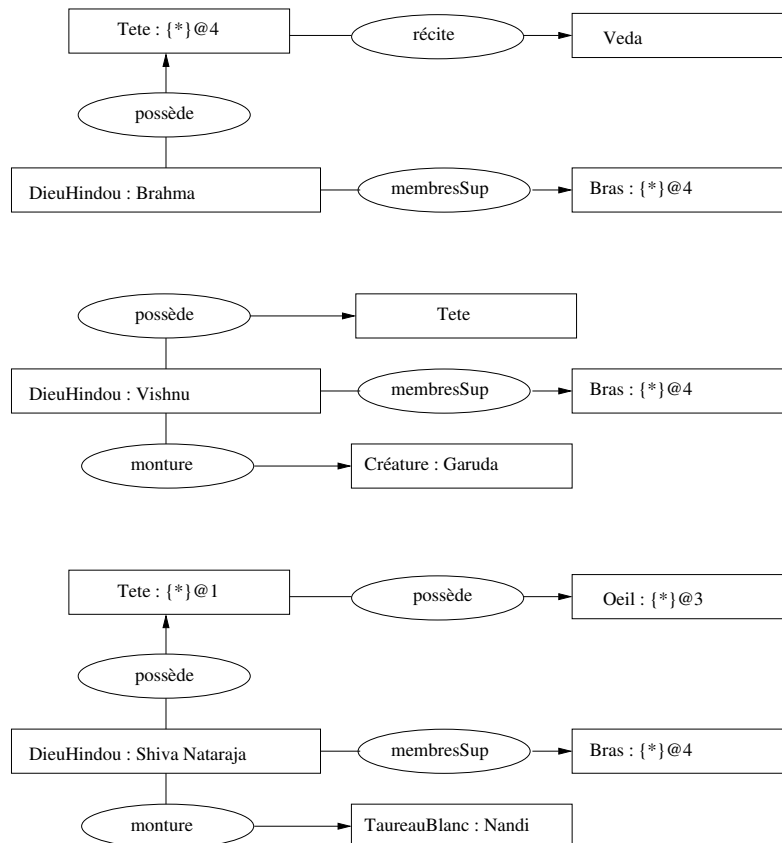 Tete : {*}@4
récite
Veda
possède
DieuHindou : Brahma
membresSup
Bras : {*}@4
possède
Tete
DieuHindou : Vishnu
membresSup
Bras : {*}@4
monture
Créature : Garuda
Tete : {*}@1
possède
Oeil : {*}@3
possède
DieuHindou : Shiva Nataraja
membresSup
Bras : {*}@4
monture
TaureauBlanc : Nandi